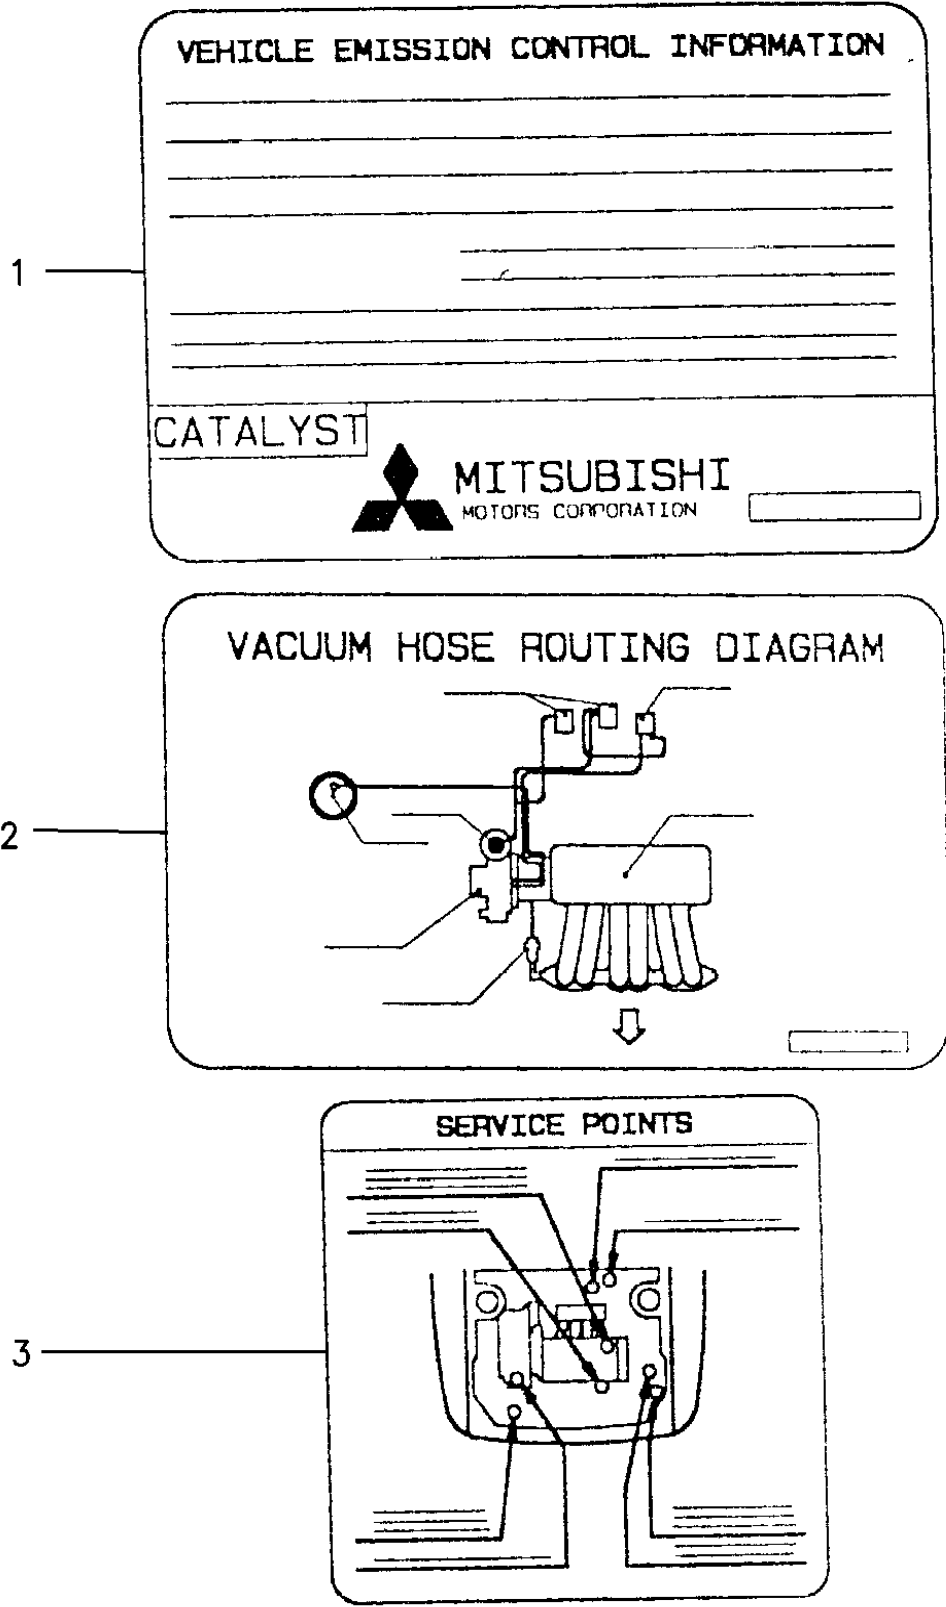 VEHICLE EMISSION CONTROL INFORMATION
1
CATALYST
MITSUBISHI
MOTORS CORPORATION
VACUUM HOSE ROUTING DIAGRAM
2
SERVICE POINTS
3